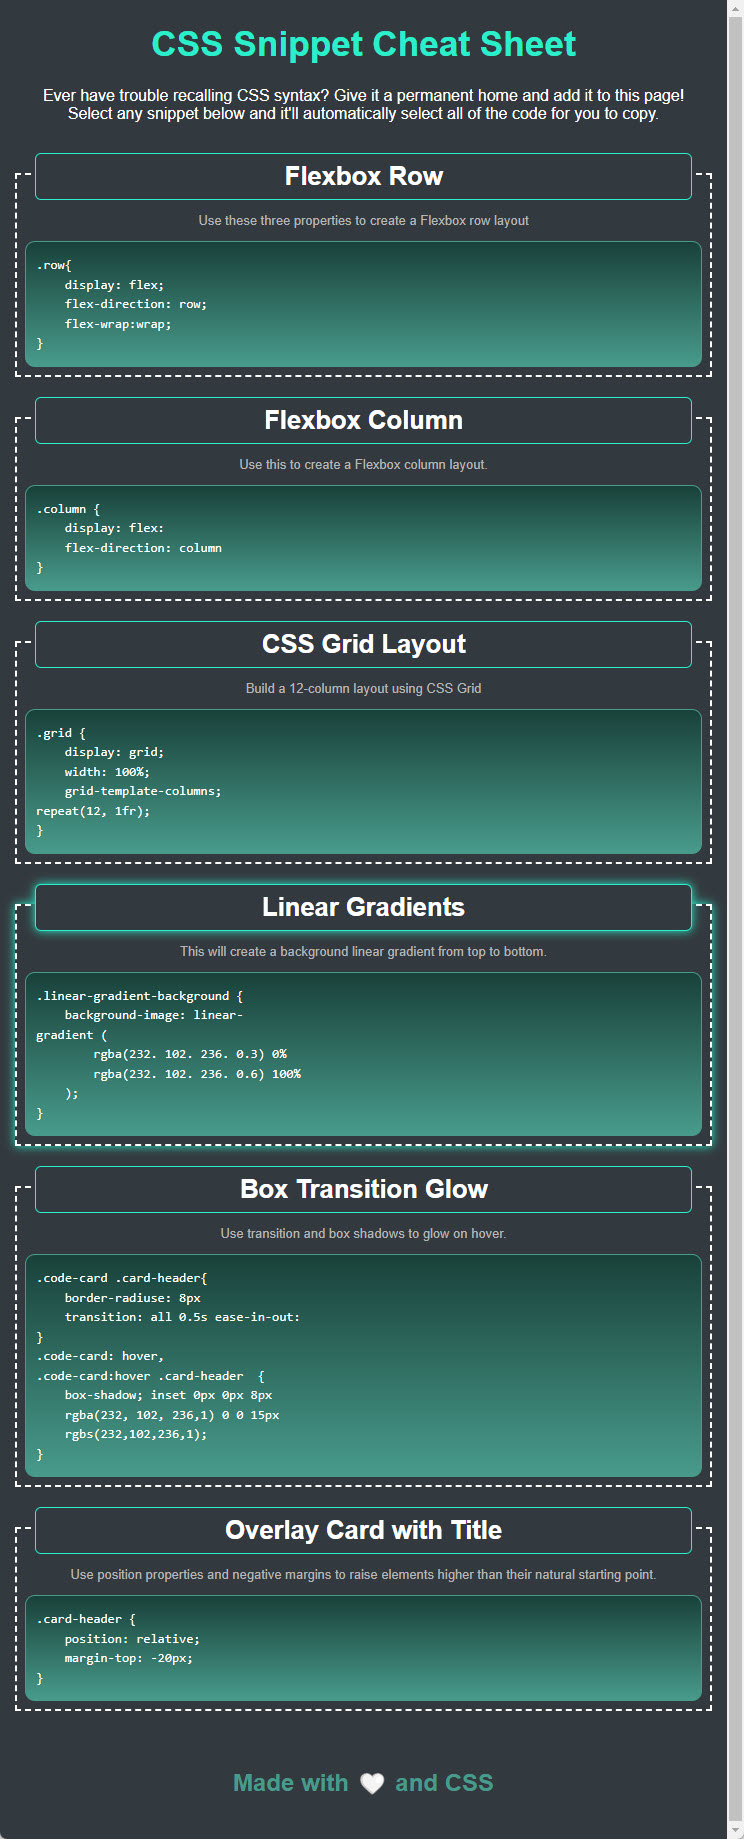 CSS Snippet Cheat Sheet
Ever have trouble recalling CSS syntax? Give it a permanent home and add it to this page!
Select any snippet below and it'll automatically select all of the code for you to copy.
Flexbox Row
Use these three properties to create a Flexbox row layout
.row{
    display: flex;
    flex-direction: row;
    flex-wrap:wrap;
}
Flexbox Column
Use this to create a Flexbox column layout.
.column {
    display: flex:
    flex-direction: column
}
CSS Grid Layout
Build a 12-column layout using CSS Grid
.grid {
    display: grid;
    width: 100%;
    grid-template-columns;
repeat(12, 1fr);
}
Linear Gradients
This will create a background linear gradient from top to bottom.
.linear-gradient-background {
    background-image: linear-
gradient (
        rgba(232. 102. 236. 0.3) 0%
        rgba(232. 102. 236. 0.6) 100%
    );
}
Box Transition Glow
Use transition and box shadows to glow on hover.
.code-card .card-header{
    border-radiuse: 8px
    transition: all 0.5s ease-in-out:
}
.code-card: hover,
.code-card:hover .card-header  {
    box-shadow; inset 0px 0px 8px
    rgba(232, 102, 236,1) 0 0 15px
    rgbs(232,102,236,1);
}
Overlay Card with Title
Use position properties and negative margins to raise elements higher than their natural starting point.
.card-header {
    position: relative;
    margin-top: -20px;
}
Made with 🤍 and CSS